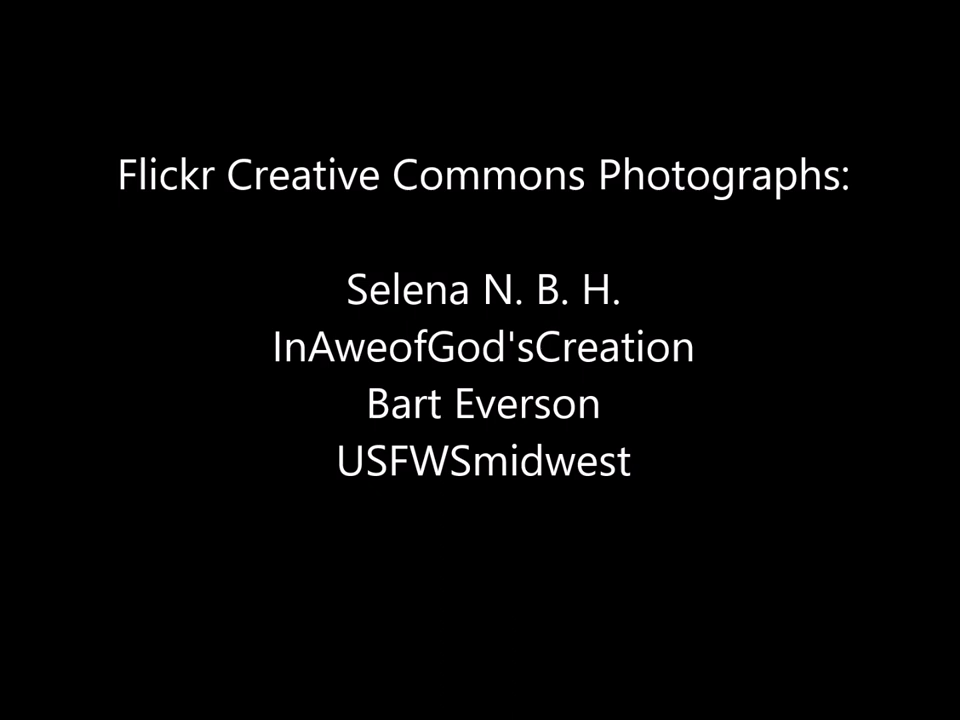 Flickr Creative Commons Photographs:
Selena N. B. H.
InAweofGod'sCreation
Bart Everson
USFWSmidwest